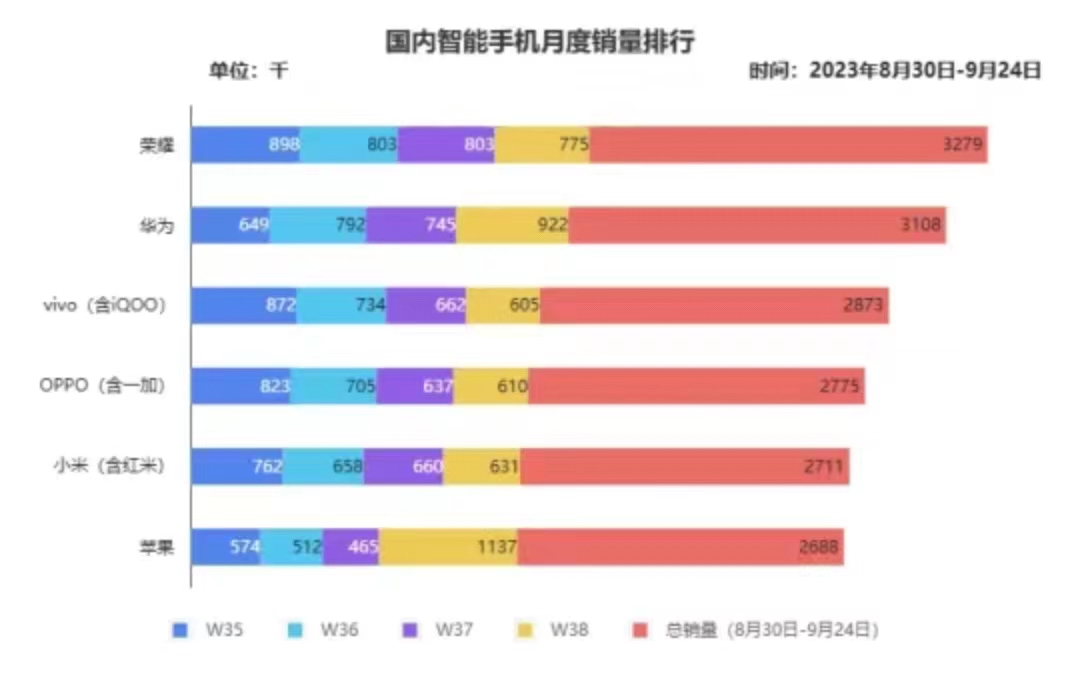 国内智能手机月度销量排行
单位：千 时间：2023年8月30日-9月24日
荣耀 898 803 803 775 3279
华为 649 792 745 922 3108
vivo（含iQOO） 872 734 662 605 2873
OPPO（含一加） 823 705 637 610 2775
小米（含红米） 762 658 660 631 2711
苹果 574 512 465 1137 2688
W35 W36 W37 W38 总销量（8月30日-9月24日）